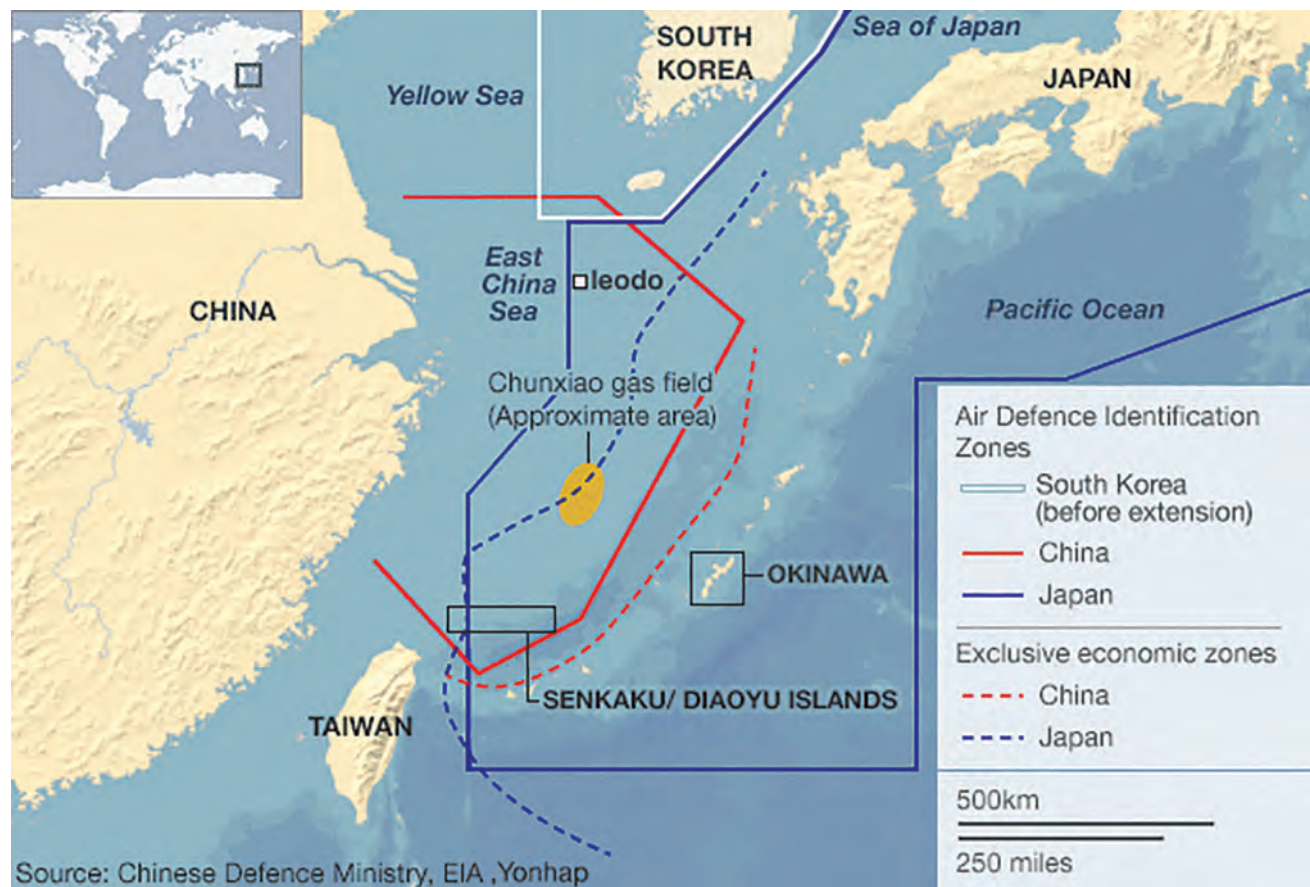 SOUTH
KOREA
Sea of Japan
JAPAN
Yellow Sea
East
China
Sea
leodo
CHINA
Pacific Ocean
Chunxiao gas field
(Approximate area)
OKINAWA
SENKAKU/ DIAOYU ISLANDS
TAIWAN
Air Defence Identification
Zones
South Korea
(before extension)
China
Japan
Exclusive economic zones
China
Japan
500km
250 miles
Source: Chinese Defence Ministry, EIA ,Yonhap